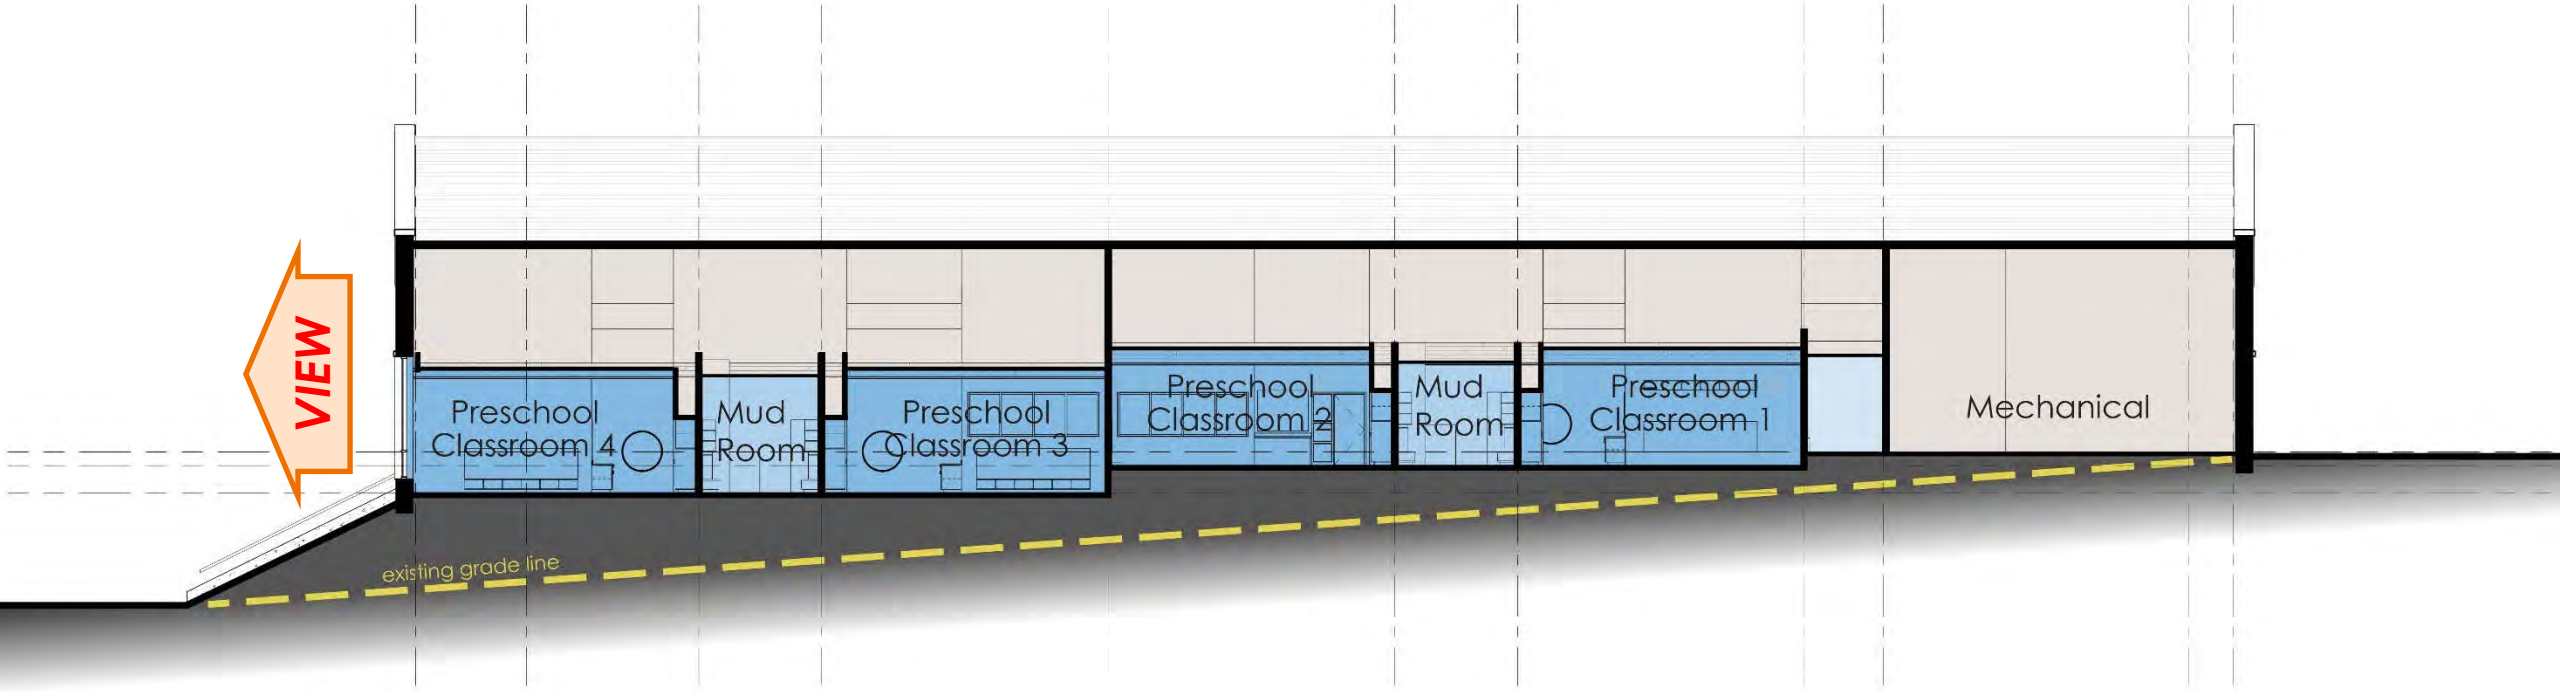 VIEW
Preschool
Classroom 4
Mud
Room
Preschool
Classroom 3
Preschool
Classroom 2
Mud
Room
Preschool
Classroom 1
Mechanical
existing grade line